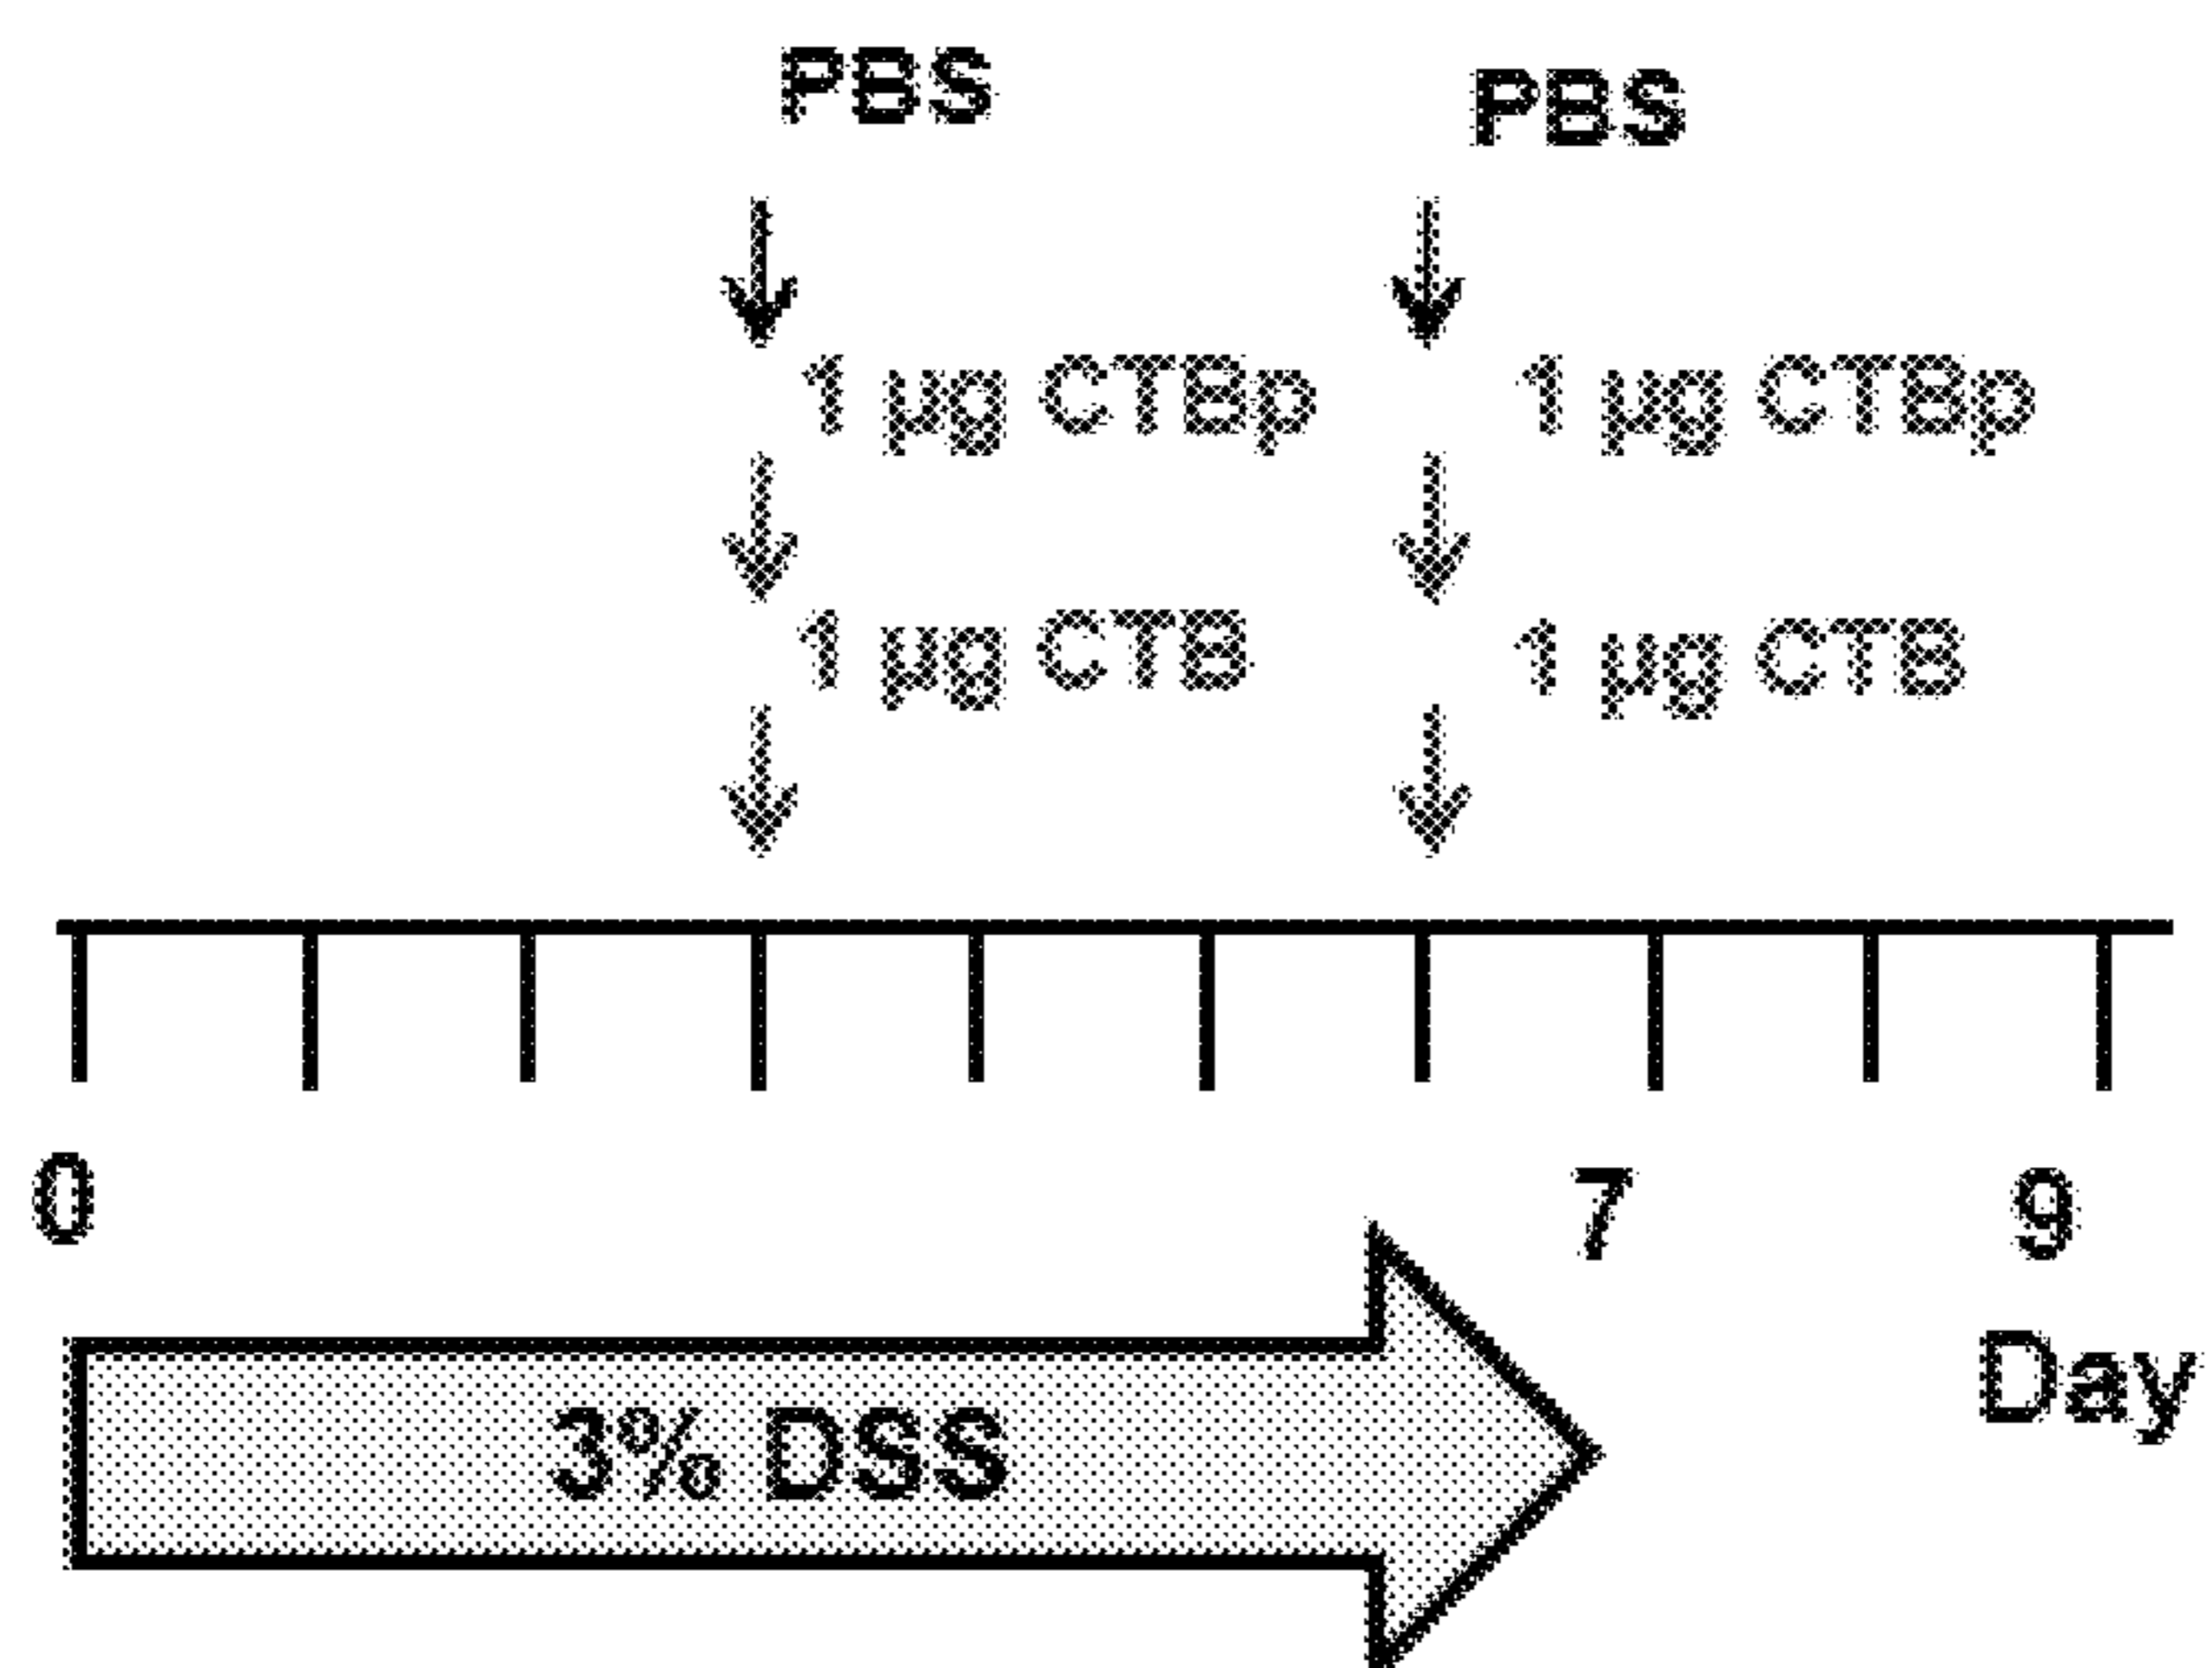 PBS PBS
1 µg CTBp 1 µg CTBp
1 µg CTB 1 µg CTB
0 7 9
Day
3% DSS